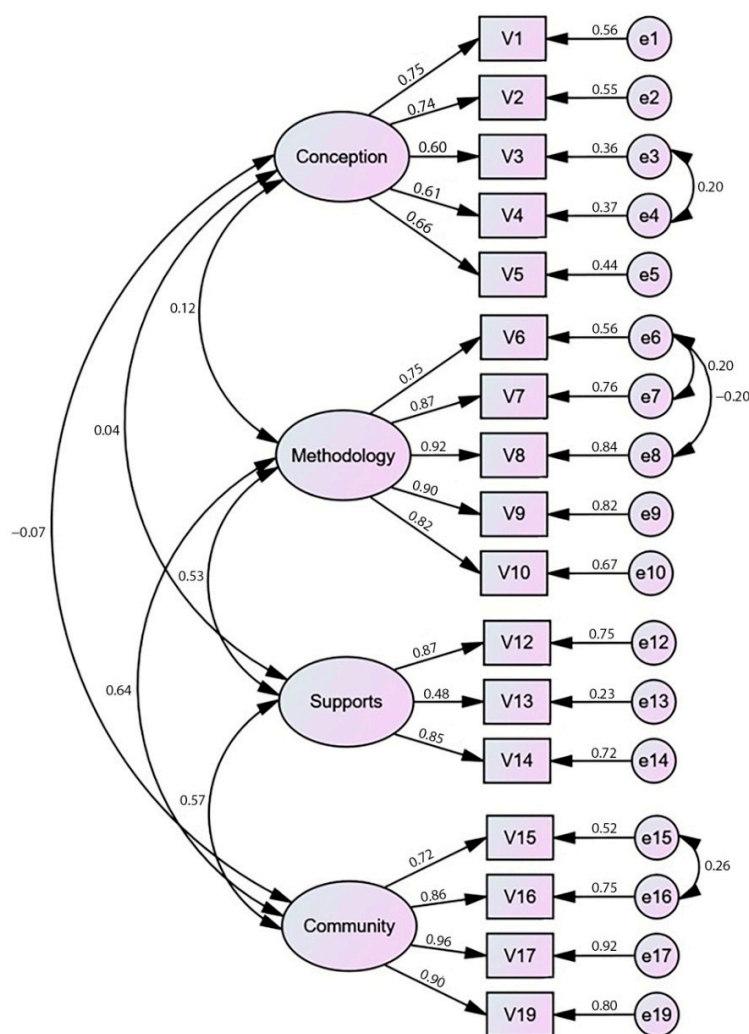 V1 0.56 e1
0.75
V2 0.55 e2
0.74
Conception 0.60 V3 0.36 e3
0.20
0.61 V4 0.37 e4
0.66
V5 0.44 e5
0.12
V6 0.56 e6
0.75
0.20
−0.20
0.87 V7 0.76 e7
0.04
Methodology 0.92 V8 0.84 e8
0.90 V9 0.82 e9
0.82
−0.07
0.53
V10 0.67 e10
0.87 V12 0.75 e12
0.64
Supports 0.48 V13 0.23 e13
0.85 V14 0.72 e14
0.57
V15 0.52 e15
0.72
0.26
0.86 V16 0.75 e16
Community
0.96 V17 0.92 e17
0.90
V19 0.80 e19